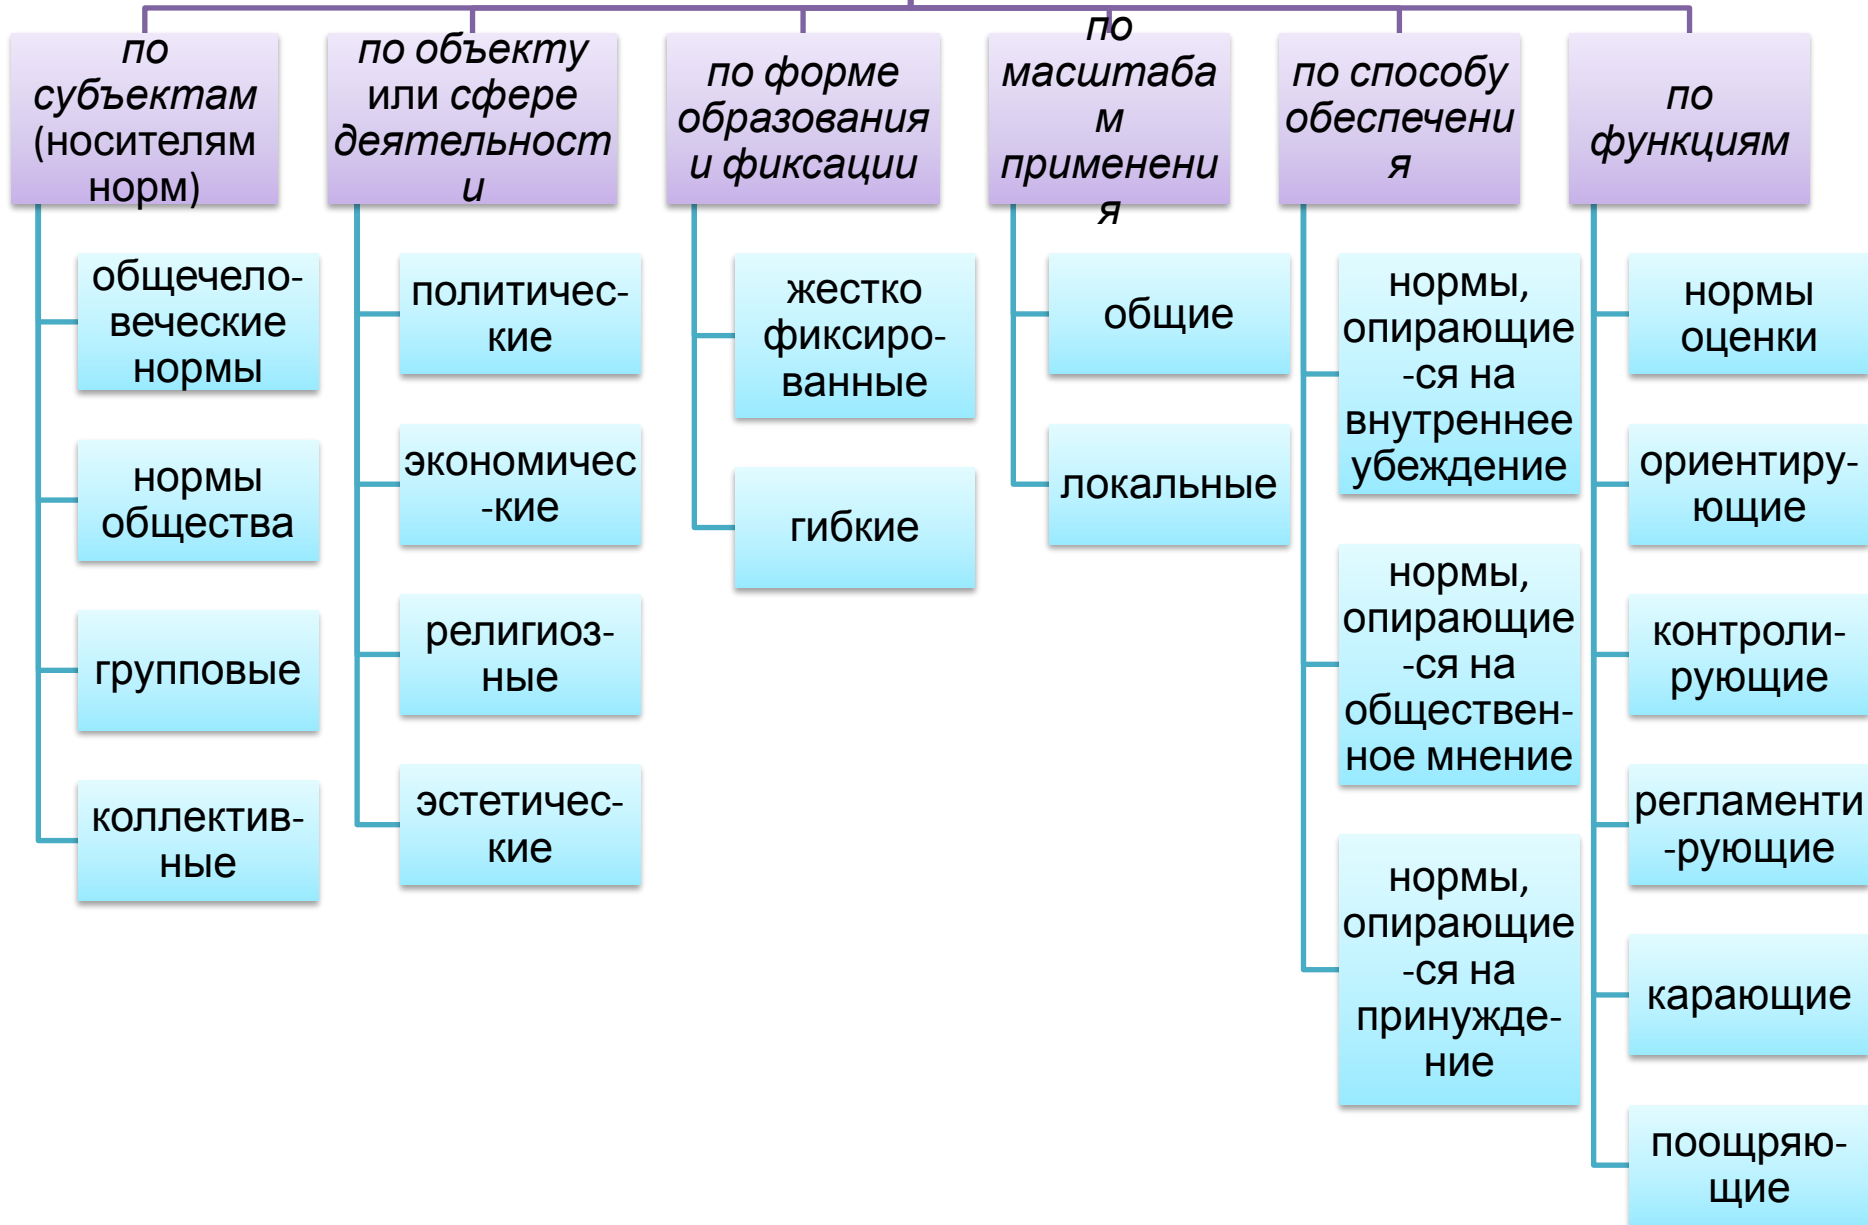 по
субъектам
(носителям
норм)
общечело-
веческие
нормы
нормы
общества
групповые
коллектив-
ные
по объекту
или сфере
деятельност
и
политичес-
кие
экономичес
-кие
религиоз-
ные
эстетичес-
кие
по форме
образования
и фиксации
жестко
фиксиро-
ванные
гибкие
по
масштаба
м
применени
я
общие
локальные
по способу
обеспечени
я
нормы,
опирающие
-ся на
внутреннее
убеждение
нормы,
опирающие
-ся на
обществен-
ное мнение
нормы,
опирающие
-ся на
принужде-
ние
по
функциям
нормы
оценки
ориентиру-
ющие
контроли-
рующие
регламенти
-рующие
карающие
поощряю-
щие